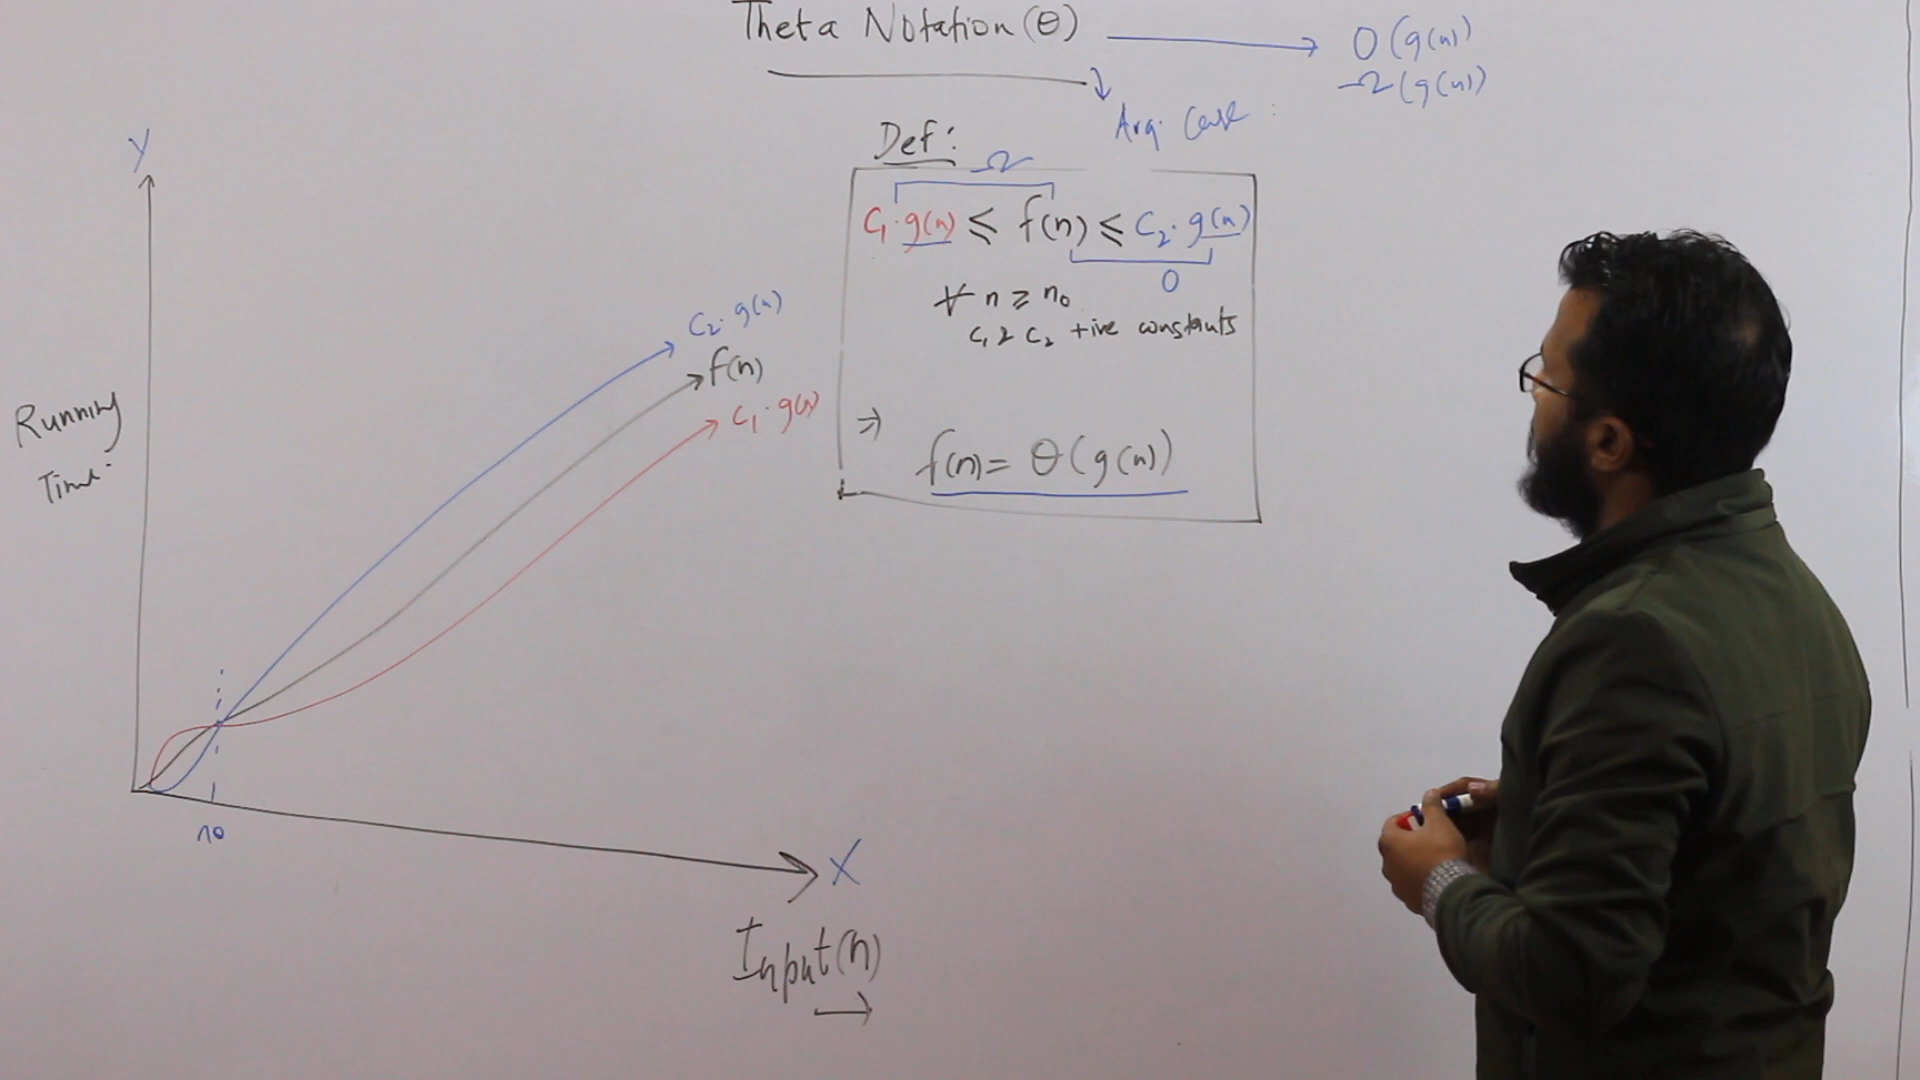 Theta Notation (θ) → O(g(n))
Ω(g(n))
Avg. Case :
Def:
Ω
C₁.g(n) ≤ f(n) ≤ C₂.g(n)
O
∀ n ≥ n₀
C₁ & C₂ +ive constants
⇒
f(n) = θ(g(n))
Y
C₂.g(n)
f(n)
C₁.g(n)
Running
Time
n₀
X
Input(n)
→